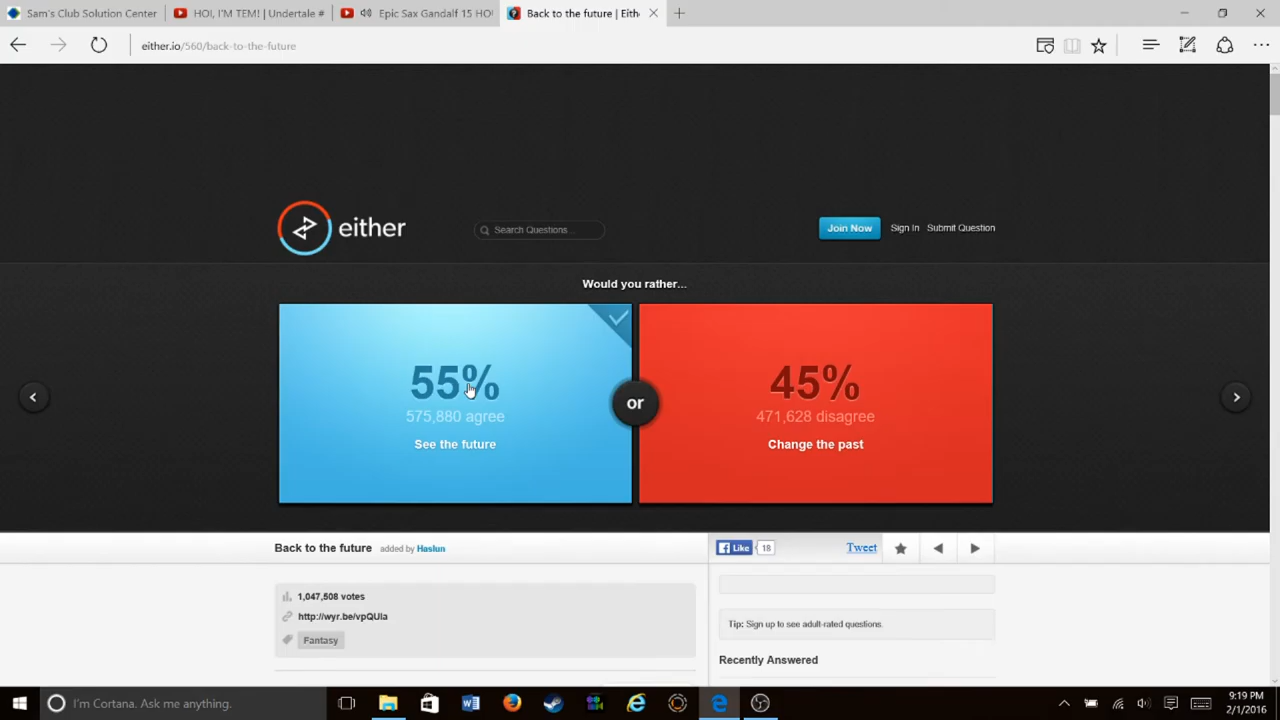 Sam's Club Solution Center
HOI, I'M TEM! | Undertale #
Epic Sax Gandalf 15 HOI
Back to the future | Eith
either.io/560/back-to-the-future
either
Search Questions...
Join Now
Sign In
Submit Question
Would you rather...
55%
575,880 agree
See the future
or
45%
471,628 disagree
Change the past
Back to the future added by Haslun
Like 18
Tweet
1,047,508 votes
http://wyr.be/vpQUIa
Fantasy
Tip: Sign up to see adult-rated questions.
Recently Answered
I'm Cortana. Ask me anything.
9:19 PM
2/1/2016